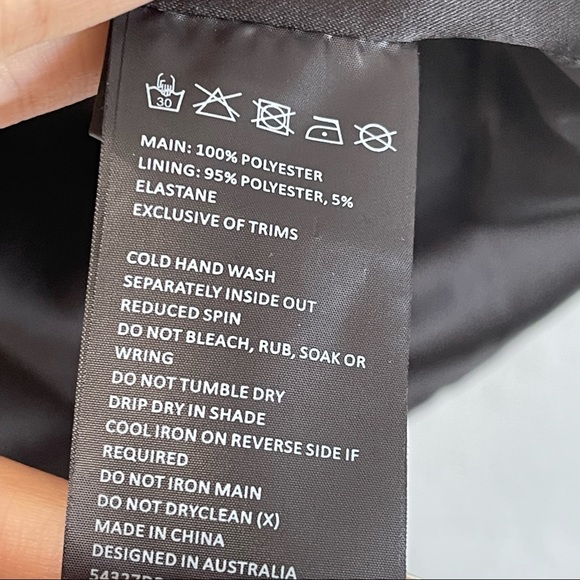 30
MAIN: 100% POLYESTER
LINING: 95% POLYESTER, 5%
ELASTANE
EXCLUSIVE OF TRIMS
COLD HAND WASH
SEPARATELY INSIDE OUT
REDUCED SPIN
DO NOT BLEACH, RUB, SOAK OR
WRING
DO NOT TUMBLE DRY
DRIP DRY IN SHADE
COOL IRON ON REVERSE SIDE IF
REQUIRED
DO NOT IRON MAIN
DO NOT DRYCLEAN (X)
MADE IN CHINA
DESIGNED IN AUSTRALIA